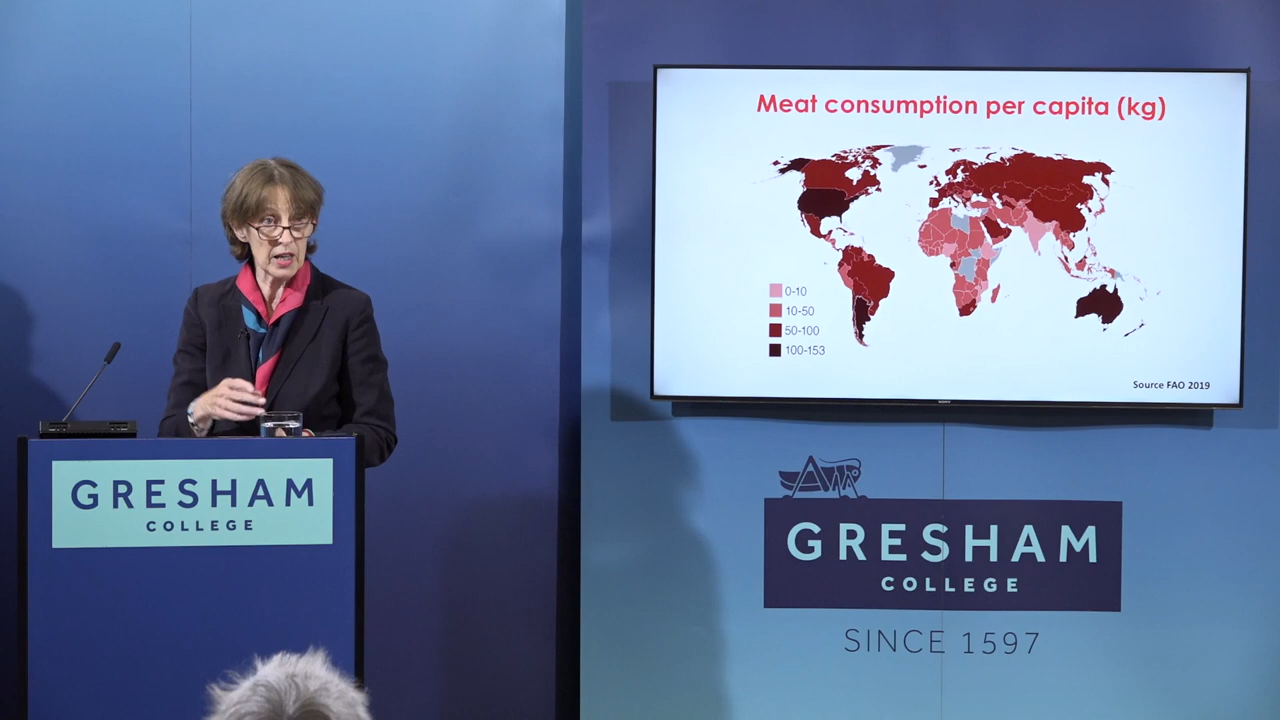 Meat consumption per capita (kg)
0-10
10-50
50-100
100-153
Source FAO 2019
GRESHAM
COLLEGE
GRESHAM
COLLEGE
SINCE 1597